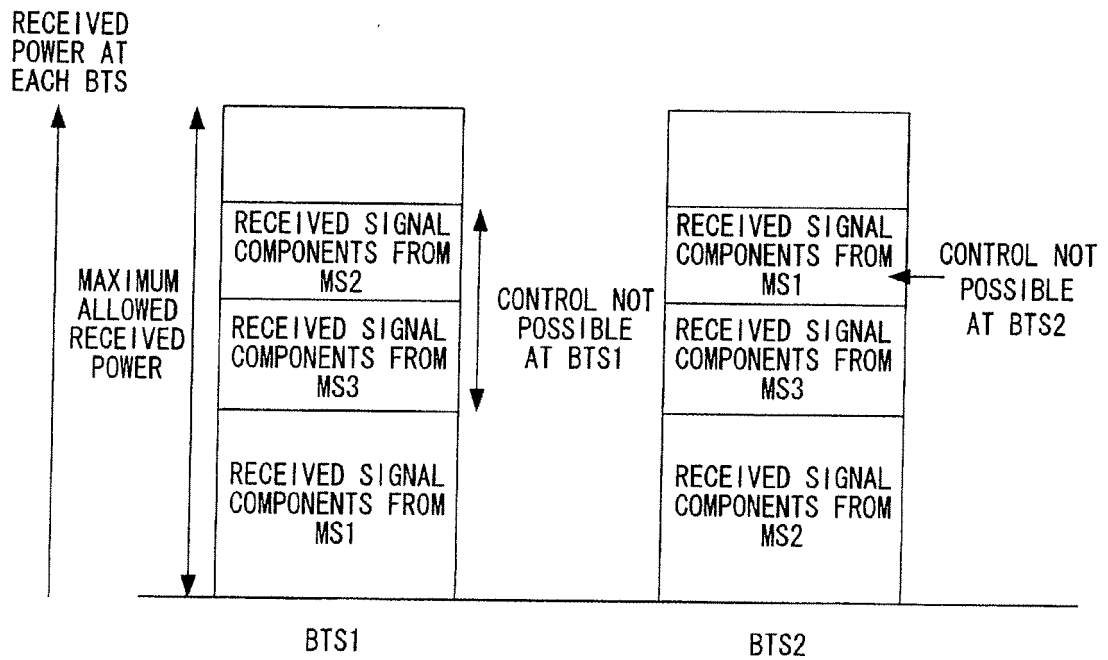 RECEIVED
POWER AT
EACH BTS
MAXIMUM
ALLOWED
RECEIVED
POWER
RECEIVED SIGNAL
COMPONENTS FROM
MS2
RECEIVED SIGNAL
COMPONENTS FROM
MS3
RECEIVED SIGNAL
COMPONENTS FROM
MS1
CONTROL NOT
POSSIBLE
AT BTS1
RECEIVED SIGNAL
COMPONENTS FROM
MS1
RECEIVED SIGNAL
COMPONENTS FROM
MS3
RECEIVED SIGNAL
COMPONENTS FROM
MS2
CONTROL NOT
POSSIBLE
AT BTS2
BTS1
BTS2